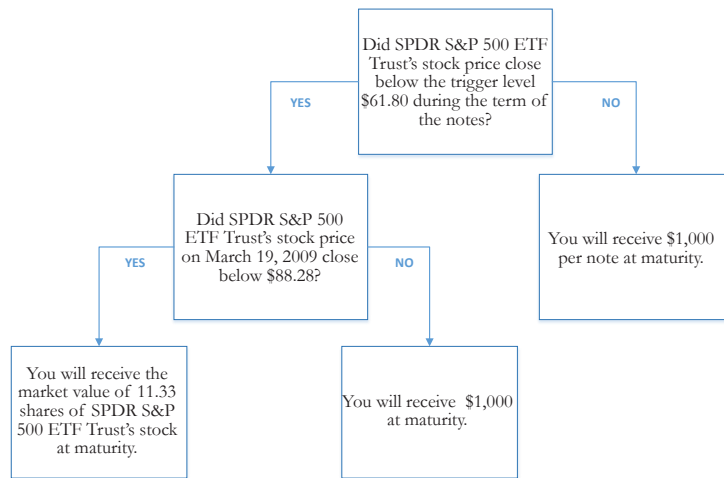 Did SPDR S&P 500 ETF
Trust's stock price close
below the trigger level
$61.80 during the term of
the notes?
YES
NO
Did SPDR S&P 500
ETF Trust's stock price
on March 19, 2009 close
below $88.28?
You will receive $1,000
per note at maturity.
YES
NO
You will receive the
market value of 11.33
shares of SPDR S&P
500 ETF Trust's stock
at maturity.
You will receive $1,000
at maturity.